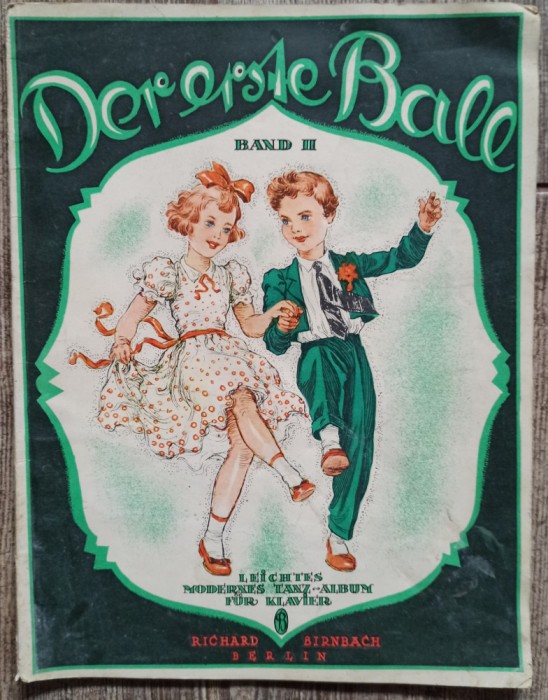 Der erste Ball
BAND II
LEICHTES
MODERNES TANZ-ALBUM
FÜR KLAVIER
RICHARD BIRNBACH
BERLIN